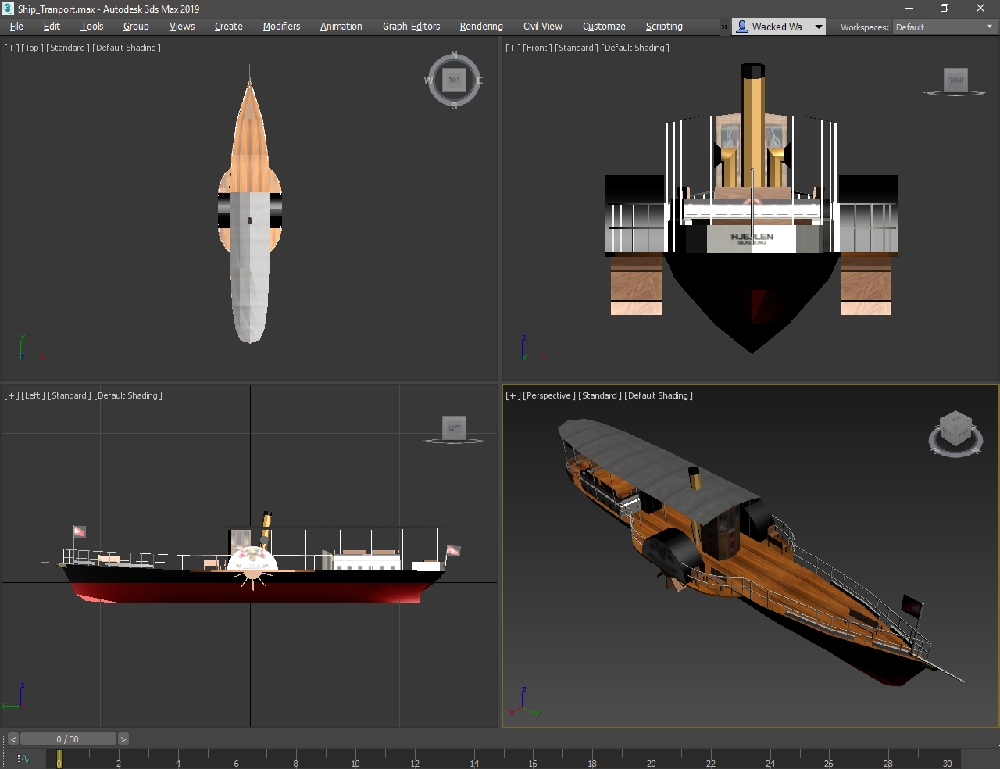 Ship_Tranport.max - Autodesk 3ds Max 2019
File Edit Tools Group Views Create Modifiers Animation Graph Editors Rendering Civil View Customize Scripting » Wacked Wa Workspaces: Default
[+] [Top] [Standard] [Default Shading]
N
W TOP E
S
[+] [Front] [Standard] [Default Shading]
FRONT
[+] [Left] [Standard] [Default Shading]
LEFT
[+] [Perspective] [Standard] [Default Shading]
< 0 / 30 >
0 2 4 6 8 10 12 14 16 18 20 22 24 26 28 30